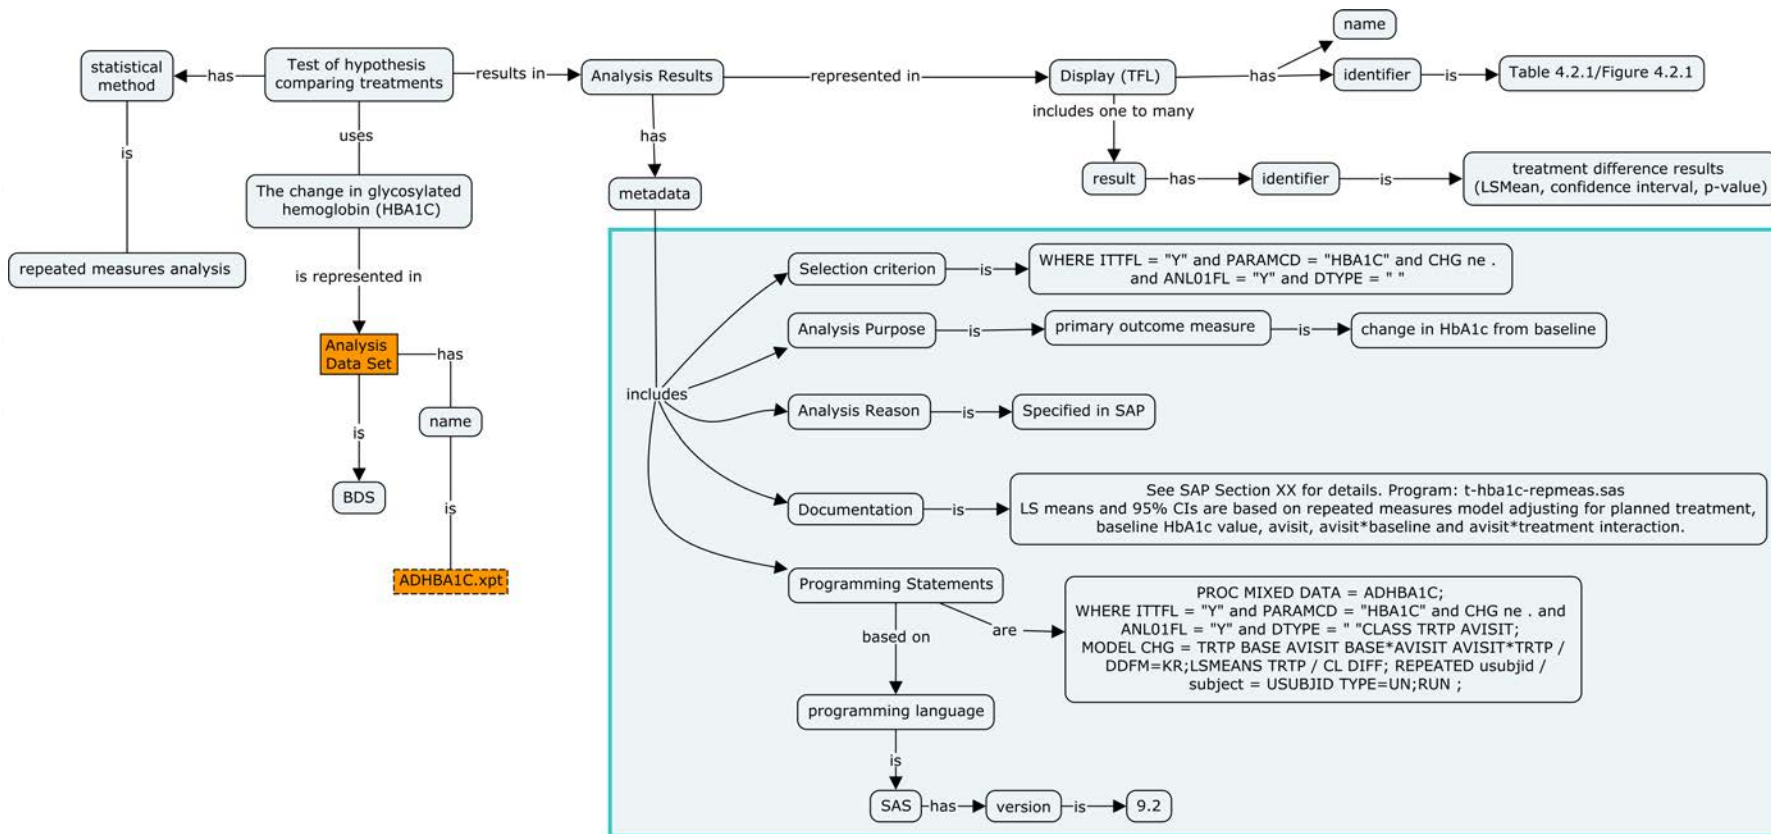 name
statistical
method
has
Test of hypothesis
comparing treatments
results in
Analysis Results
represented in
Display (TFL)
has
identifier
is
Table 4.2.1/Figure 4.2.1
includes one to many
is
uses
has
result
has
identifier
is
treatment difference results
(LSMean, confidence interval, p-value)
The change in glycosylated
hemoglobin (HBA1C)
metadata
repeated measures analysis
is represented in
Selection criterion
is
WHERE ITTFL = "Y" and PARAMCD = "HBA1C" and CHG ne .
and ANL01FL = "Y" and DTYPE = " "
Analysis Purpose
is
primary outcome measure
is
change in HbA1c from baseline
Analysis
Data Set
has
includes
Analysis Reason
is
Specified in SAP
name
is
BDS
is
Documentation
is
See SAP Section XX for details. Program: t-hba1c-repmeas.sas
LS means and 95% CIs are based on repeated measures model adjusting for planned treatment,
baseline HbA1c value, avisit, avisit*baseline and avisit*treatment interaction.
ADHBA1C.xpt
Programming Statements
based on
are
PROC MIXED DATA = ADHBA1C;
WHERE ITTFL = "Y" and PARAMCD = "HBA1C" and CHG ne . and
ANL01FL = "Y" and DTYPE = " "CLASS TRTP AVISIT;
MODEL CHG = TRTP BASE AVISIT BASE*AVISIT AVISIT*TRTP /
DDFM=KR;LSMEANS TRTP / CL DIFF; REPEATED usubjid /
subject = USUBJID TYPE=UN;RUN ;
programming language
is
SAS
has
version
is
9.2